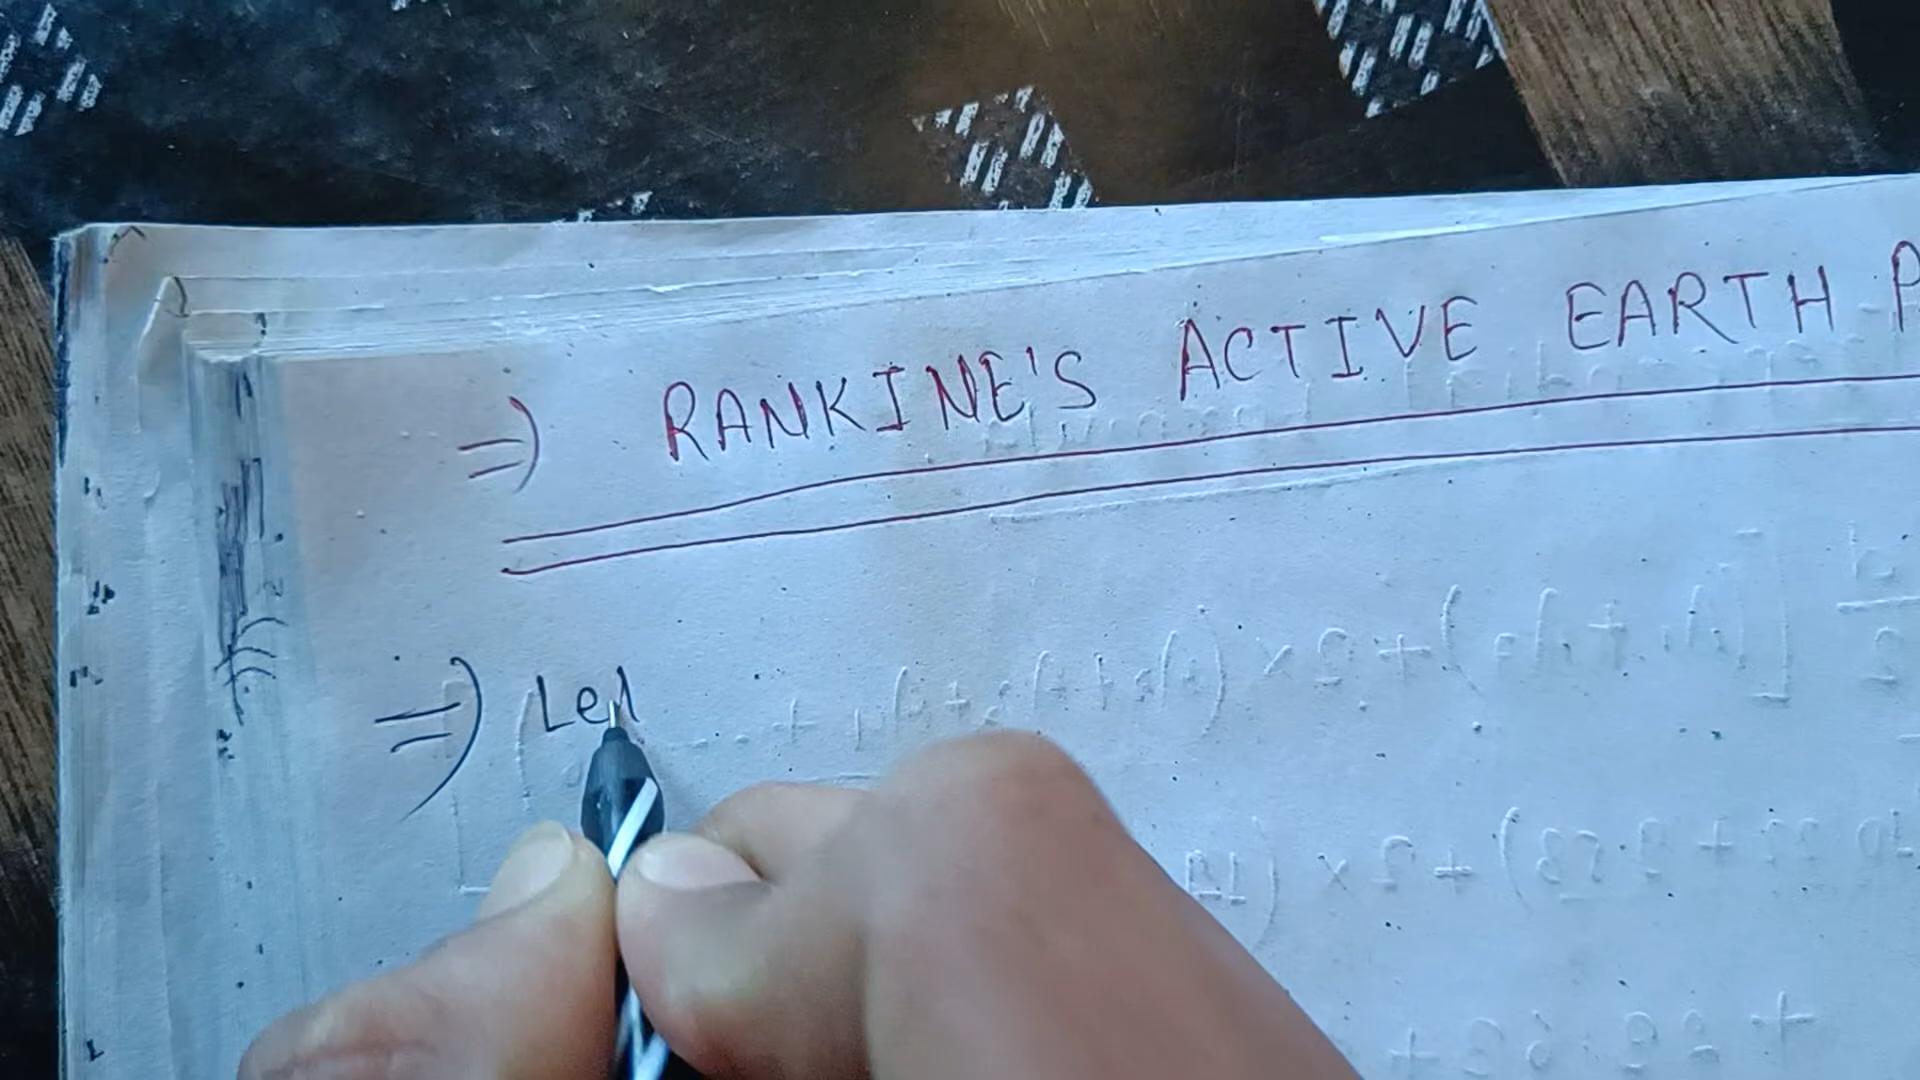 =) RANKINE'S ACTIVE EARTH P
=) Let